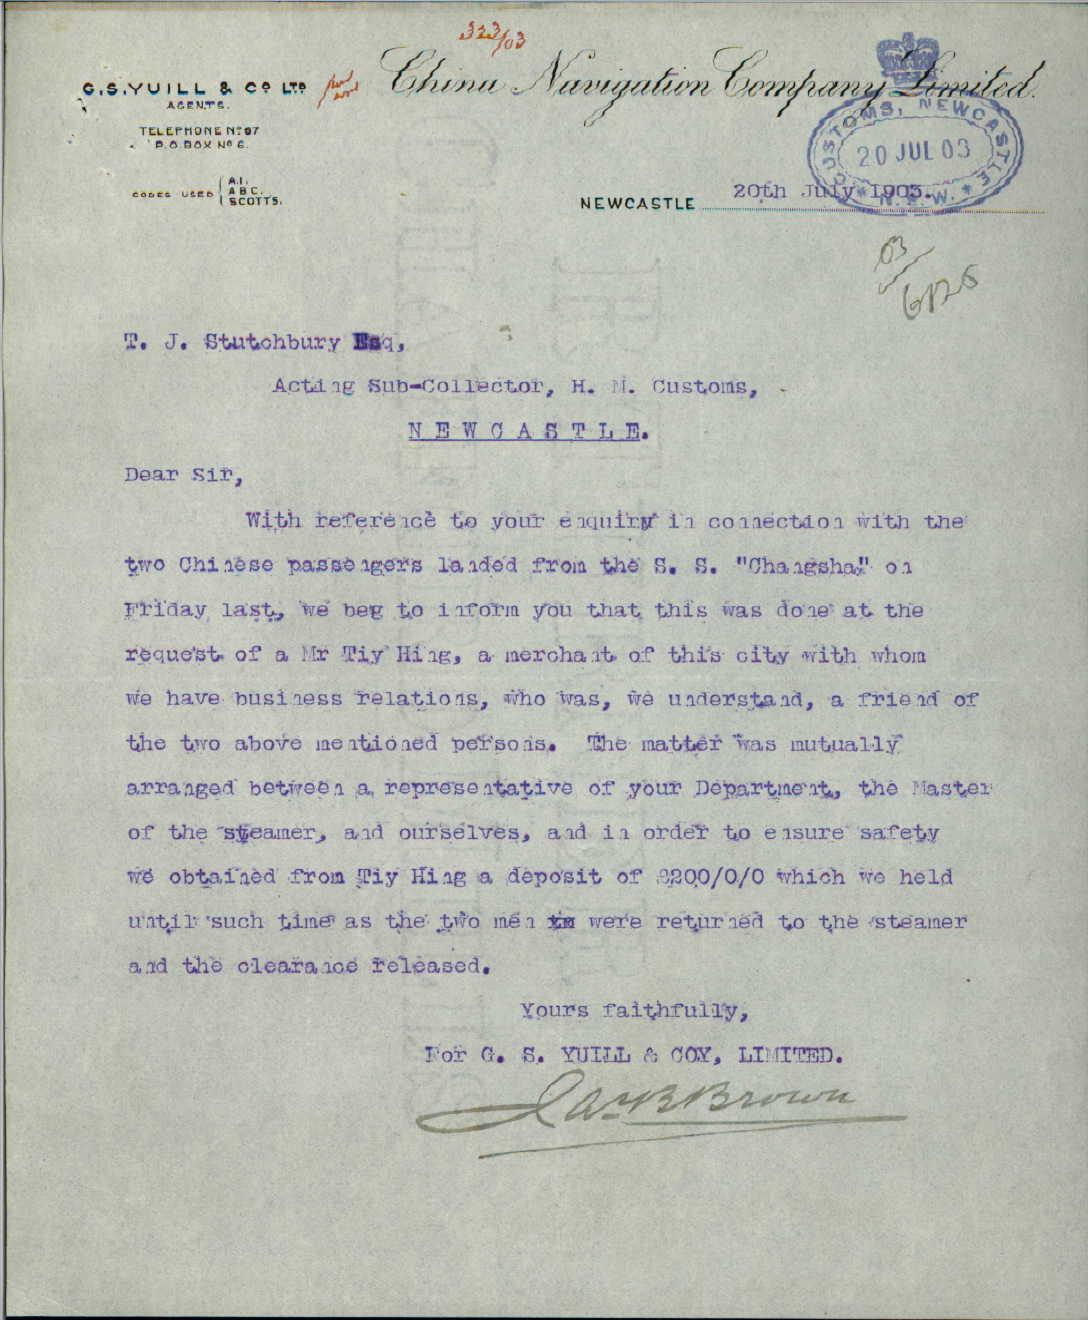 323/03
China Navigation Company Limited.
G.S. YUILL & Co LTD
AGENTS.
TELEPHONE No 97
P.O. BOX No 6.
CODES USED
A.I.
A B C.
SCOTTS.
CUSTOMS, NEWCASTLE
20 JUL 03
* N.S.W. *
NEWCASTLE 20th July 1903.
03
6126
T. J. Stutchbury Esq,
Acting Sub-Collector, H. M. Customs,
NEWCASTLE.
Dear Sir,
With reference to your enquiry in connection with the
two Chinese passengers landed from the S. S. "Changsha" on
Friday last, we beg to inform you that this was done at the
request of a Mr Tiy Hing, a merchant of this city with whom
we have business relations, who was, we understand, a friend of
the two above mentioned persons. The matter was mutually
arranged between a representative of your Department, the Master
of the steamer, and ourselves, and in order to ensure safety
we obtained from Tiy Hing a deposit of £200/0/0 which we held
until such time as the two men were returned to the steamer
and the clearance released.
Yours faithfully,
For G. S. YUILL & COY, LIMITED.
Jas B Brown